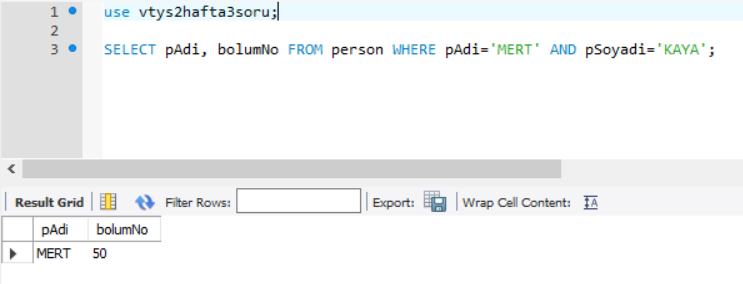 1 use vtys2hafta3soru;
2
3 SELECT pAdi, bolumNo FROM person WHERE pAdi='MERT' AND pSoyadi='KAYA';
Result Grid Filter Rows: Export: Wrap Cell Content: IA
pAdi bolumNo
MERT 50